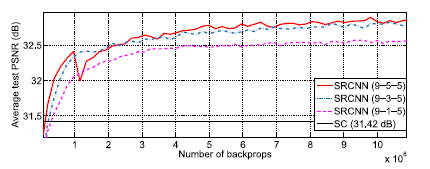 Average test PSNR (dB)
32.5
32
31.5
SRCNN (9−5−5)
SRCNN (9−3−5)
SRCNN (9−1−5)
SC (31.42 dB)
1 2 3 4 5 6 7 8 9 10
Number of backprops
x 10^8